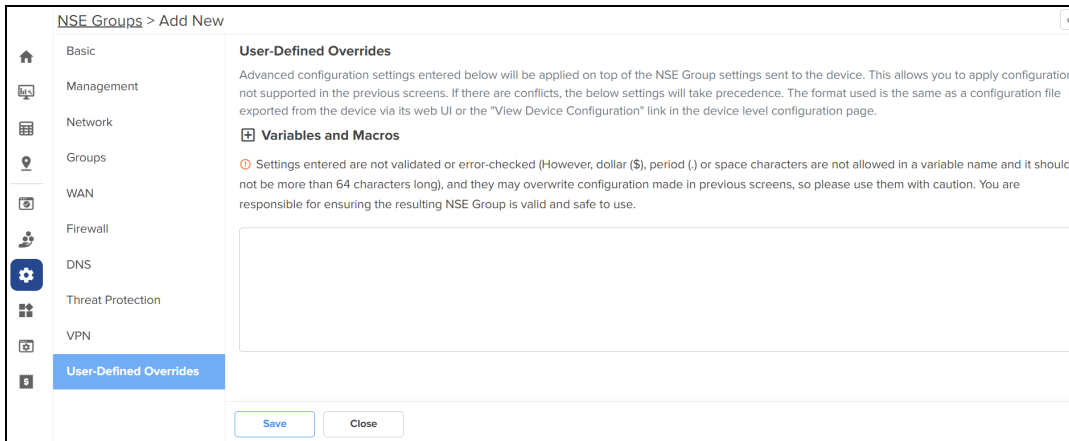 NSE Groups > Add New
Basic
Management
Network
Groups
WAN
Firewall
DNS
Threat Protection
VPN
User-Defined Overrides
User-Defined Overrides
Advanced configuration settings entered below will be applied on top of the NSE Group settings sent to the device. This allows you to apply configuration
not supported in the previous screens. If there are conflicts, the below settings will take precedence. The format used is the same as a configuration file
exported from the device via its web UI or the "View Device Configuration" link in the device level configuration page.
Variables and Macros
Settings entered are not validated or error-checked (However, dollar ($), period (.) or space characters are not allowed in a variable name and it should
not be more than 64 characters long), and they may overwrite configuration made in previous screens, so please use them with caution. You are
responsible for ensuring the resulting NSE Group is valid and safe to use.
Save
Close